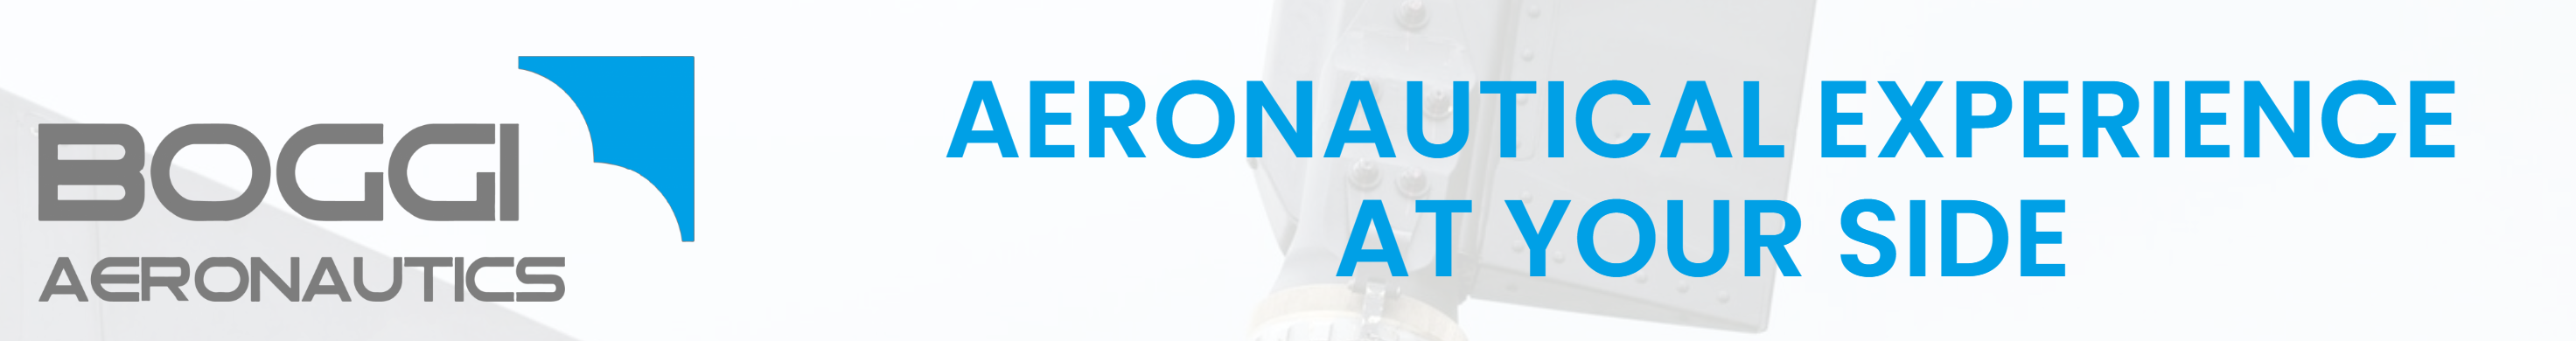 BOGGI
AERONAUTICS
AERONAUTICAL EXPERIENCE
AT YOUR SIDE